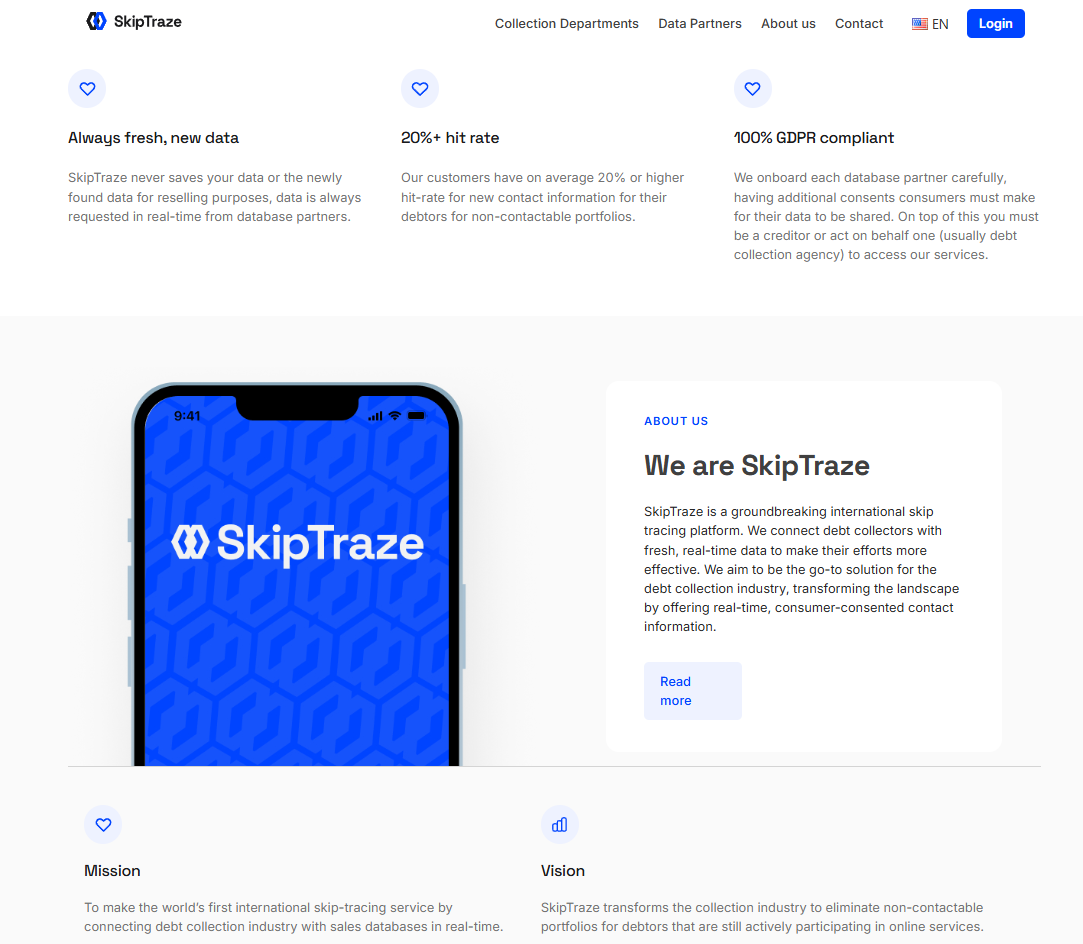 SkipTraze
Collection Departments
Data Partners
About us
Contact
EN
Login
Always fresh, new data
SkipTraze never saves your data or the newly
found data for reselling purposes, data is always
requested in real-time from database partners.
20%+ hit rate
Our customers have on average 20% or higher
hit-rate for new contact information for their
debtors for non-contactable portfolios.
100% GDPR compliant
We onboard each database partner carefully,
having additional consents consumers must make
for their data to be shared. On top of this you must
be a creditor or act on behalf one (usually debt
collection agency) to access our services.
9:41
SkipTraze
ABOUT US
We are SkipTraze
SkipTraze is a groundbreaking international skip
tracing platform. We connect debt collectors with
fresh, real-time data to make their efforts more
effective. We aim to be the go-to solution for the
debt collection industry, transforming the landscape
by offering real-time, consumer-consented contact
information.
Read
more
Mission
To make the world’s first international skip-tracing service by
connecting debt collection industry with sales databases in real-time.
Vision
SkipTraze transforms the collection industry to eliminate non-contactable
portfolios for debtors that are still actively participating in online services.